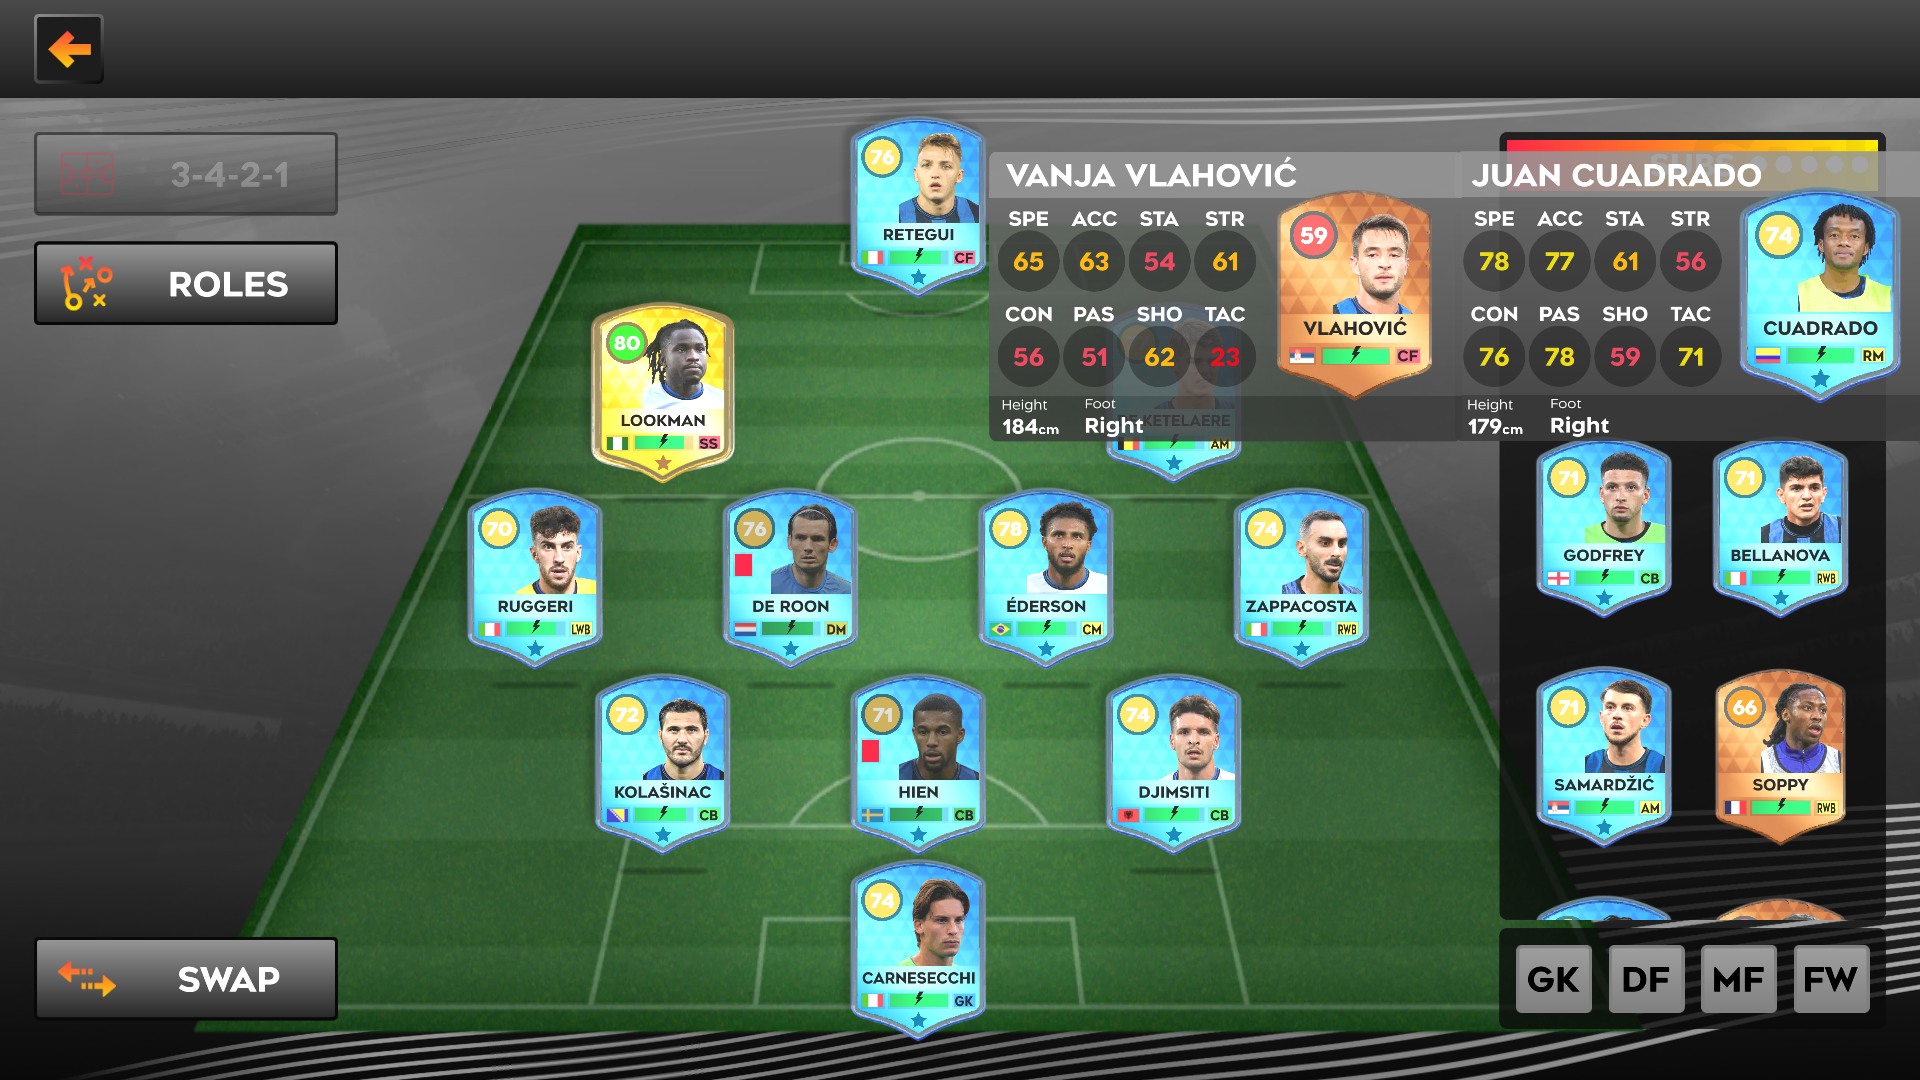 3-4-2-1
ROLES
SWAP
76
RETEGUI
CF
80
LOOKMAN
SS
KETELAERE
AM
70
RUGGERI
LWB
76
DE ROON
DM
78
ÉDERSON
CM
74
ZAPPACOSTA
RWB
72
KOLAŠINAC
CB
71
HIEN
CB
74
DJIMSITI
CB
74
CARNESECCHI
GK
VANJA VLAHOVIĆ
SPE ACC STA STR
65 63 54 61
CON PAS SHO TAC
56 51 62 23
Height Foot
184cm Right
59
VLAHOVIĆ
CF
JUAN CUADRADO
SPE ACC STA STR
78 77 61 56
CON PAS SHO TAC
76 78 59 71
Height Foot
179cm Right
74
CUADRADO
RM
SUBS
71
GODFREY
CB
71
BELLANOVA
RWB
71
SAMARDŽIĆ
AM
66
SOPPY
RWB
GK DF MF FW